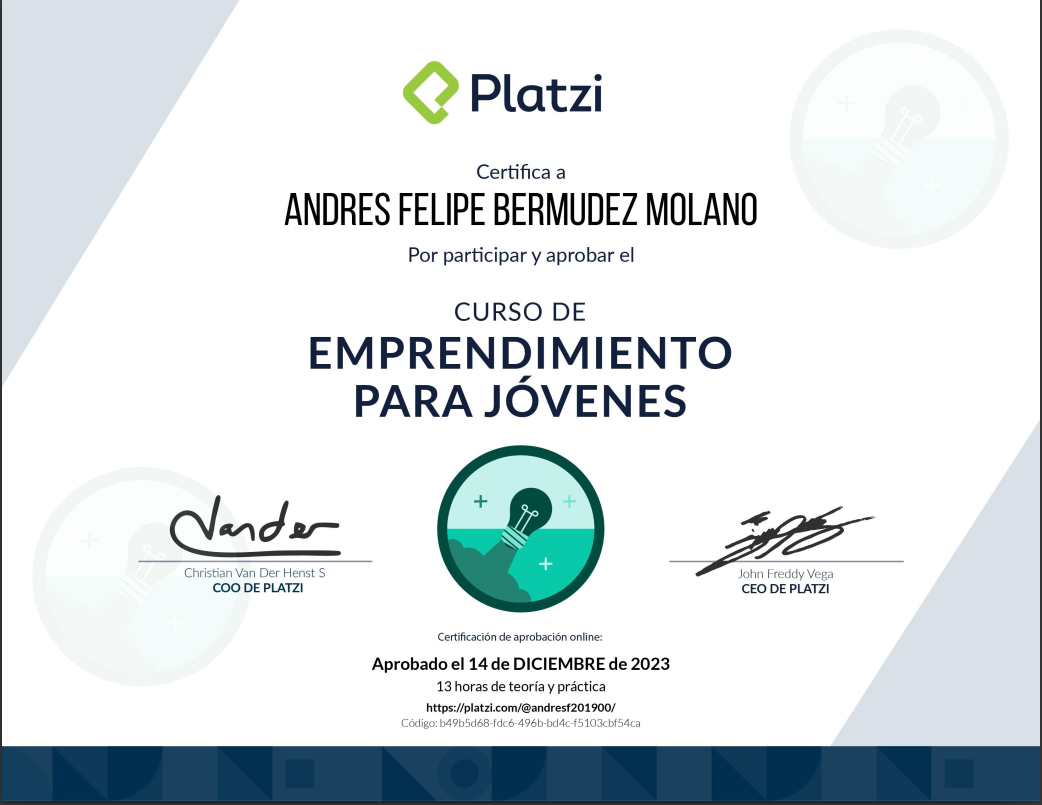 Platzi
Certifica a
ANDRES FELIPE BERMUDEZ MOLANO
Por participar y aprobar el
CURSO DE
EMPRENDIMIENTO
PARA JÓVENES
Vander
Christian Van Der Henst S
COO DE PLATZI
John Freddy Vega
CEO DE PLATZI
Certificación de aprobación online:
Aprobado el 14 de DICIEMBRE de 2023
13 horas de teoría y práctica
https://platzi.com/@andresf201900/
Código: b49b5d68-fdc6-496b-bd4c-f5103cbf54ca